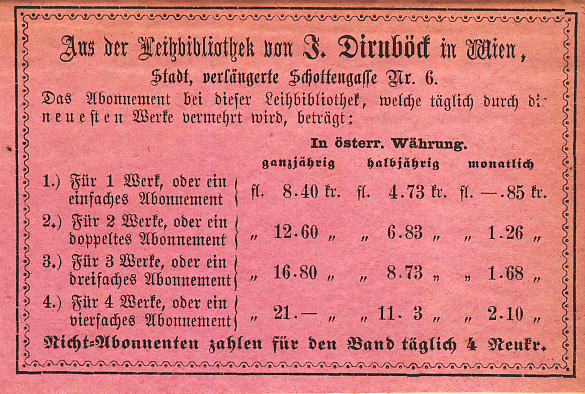 Aus der Leihbibliothek von J. Dirnböck in Wien,
Stadt, verlängerte Schottengasse Nr. 6.
Das Abonnement bei dieser Leihbibliothek, welche täglich durch die
neuesten Werke vermehrt wird, beträgt:
In österr. Währung.
ganzjährig halbjährig monatlich
1.) Für 1 Werk, oder ein
einfaches Abonnement fl. 8.40 kr. fl. 4.73 kr. fl. —.85 kr.
2.) Für 2 Werke, oder ein
doppeltes Abonnement „ 12.60 „ „ 6.83 „ „ 1.26 „
3.) Für 3 Werke, oder ein
dreifaches Abonnement „ 16.80 „ „ 8.73 „ „ 1.68 „
4.) Für 4 Werke, oder ein
vierfaches Abonnement „ 21.— „ „ 11. 3 „ „ 2.10 „
Nicht-Abonnenten zahlen für den Band täglich 4 Neukr.